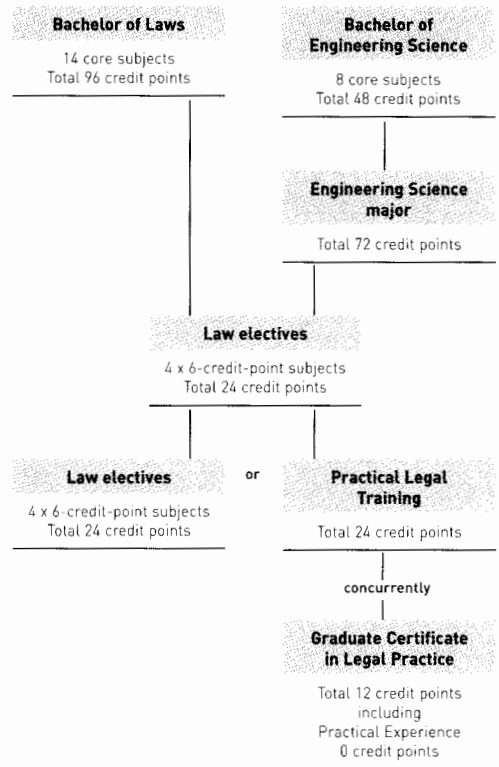 Bachelor of Laws
14 core subjects
Total 96 credit points
Bachelor of
Engineering Science
8 core subjects
Total 48 credit points
Engineering Science
major
Total 72 credit points
Law electives
4 x 6-credit-point subjects
Total 24 credit points
Law electives
4 x 6-credit-point subjects
Total 24 credit points
or
Practical Legal
Training
Total 24 credit points
concurrently
Graduate Certificate
in Legal Practice
Total 12 credit points
including
Practical Experience
0 credit points